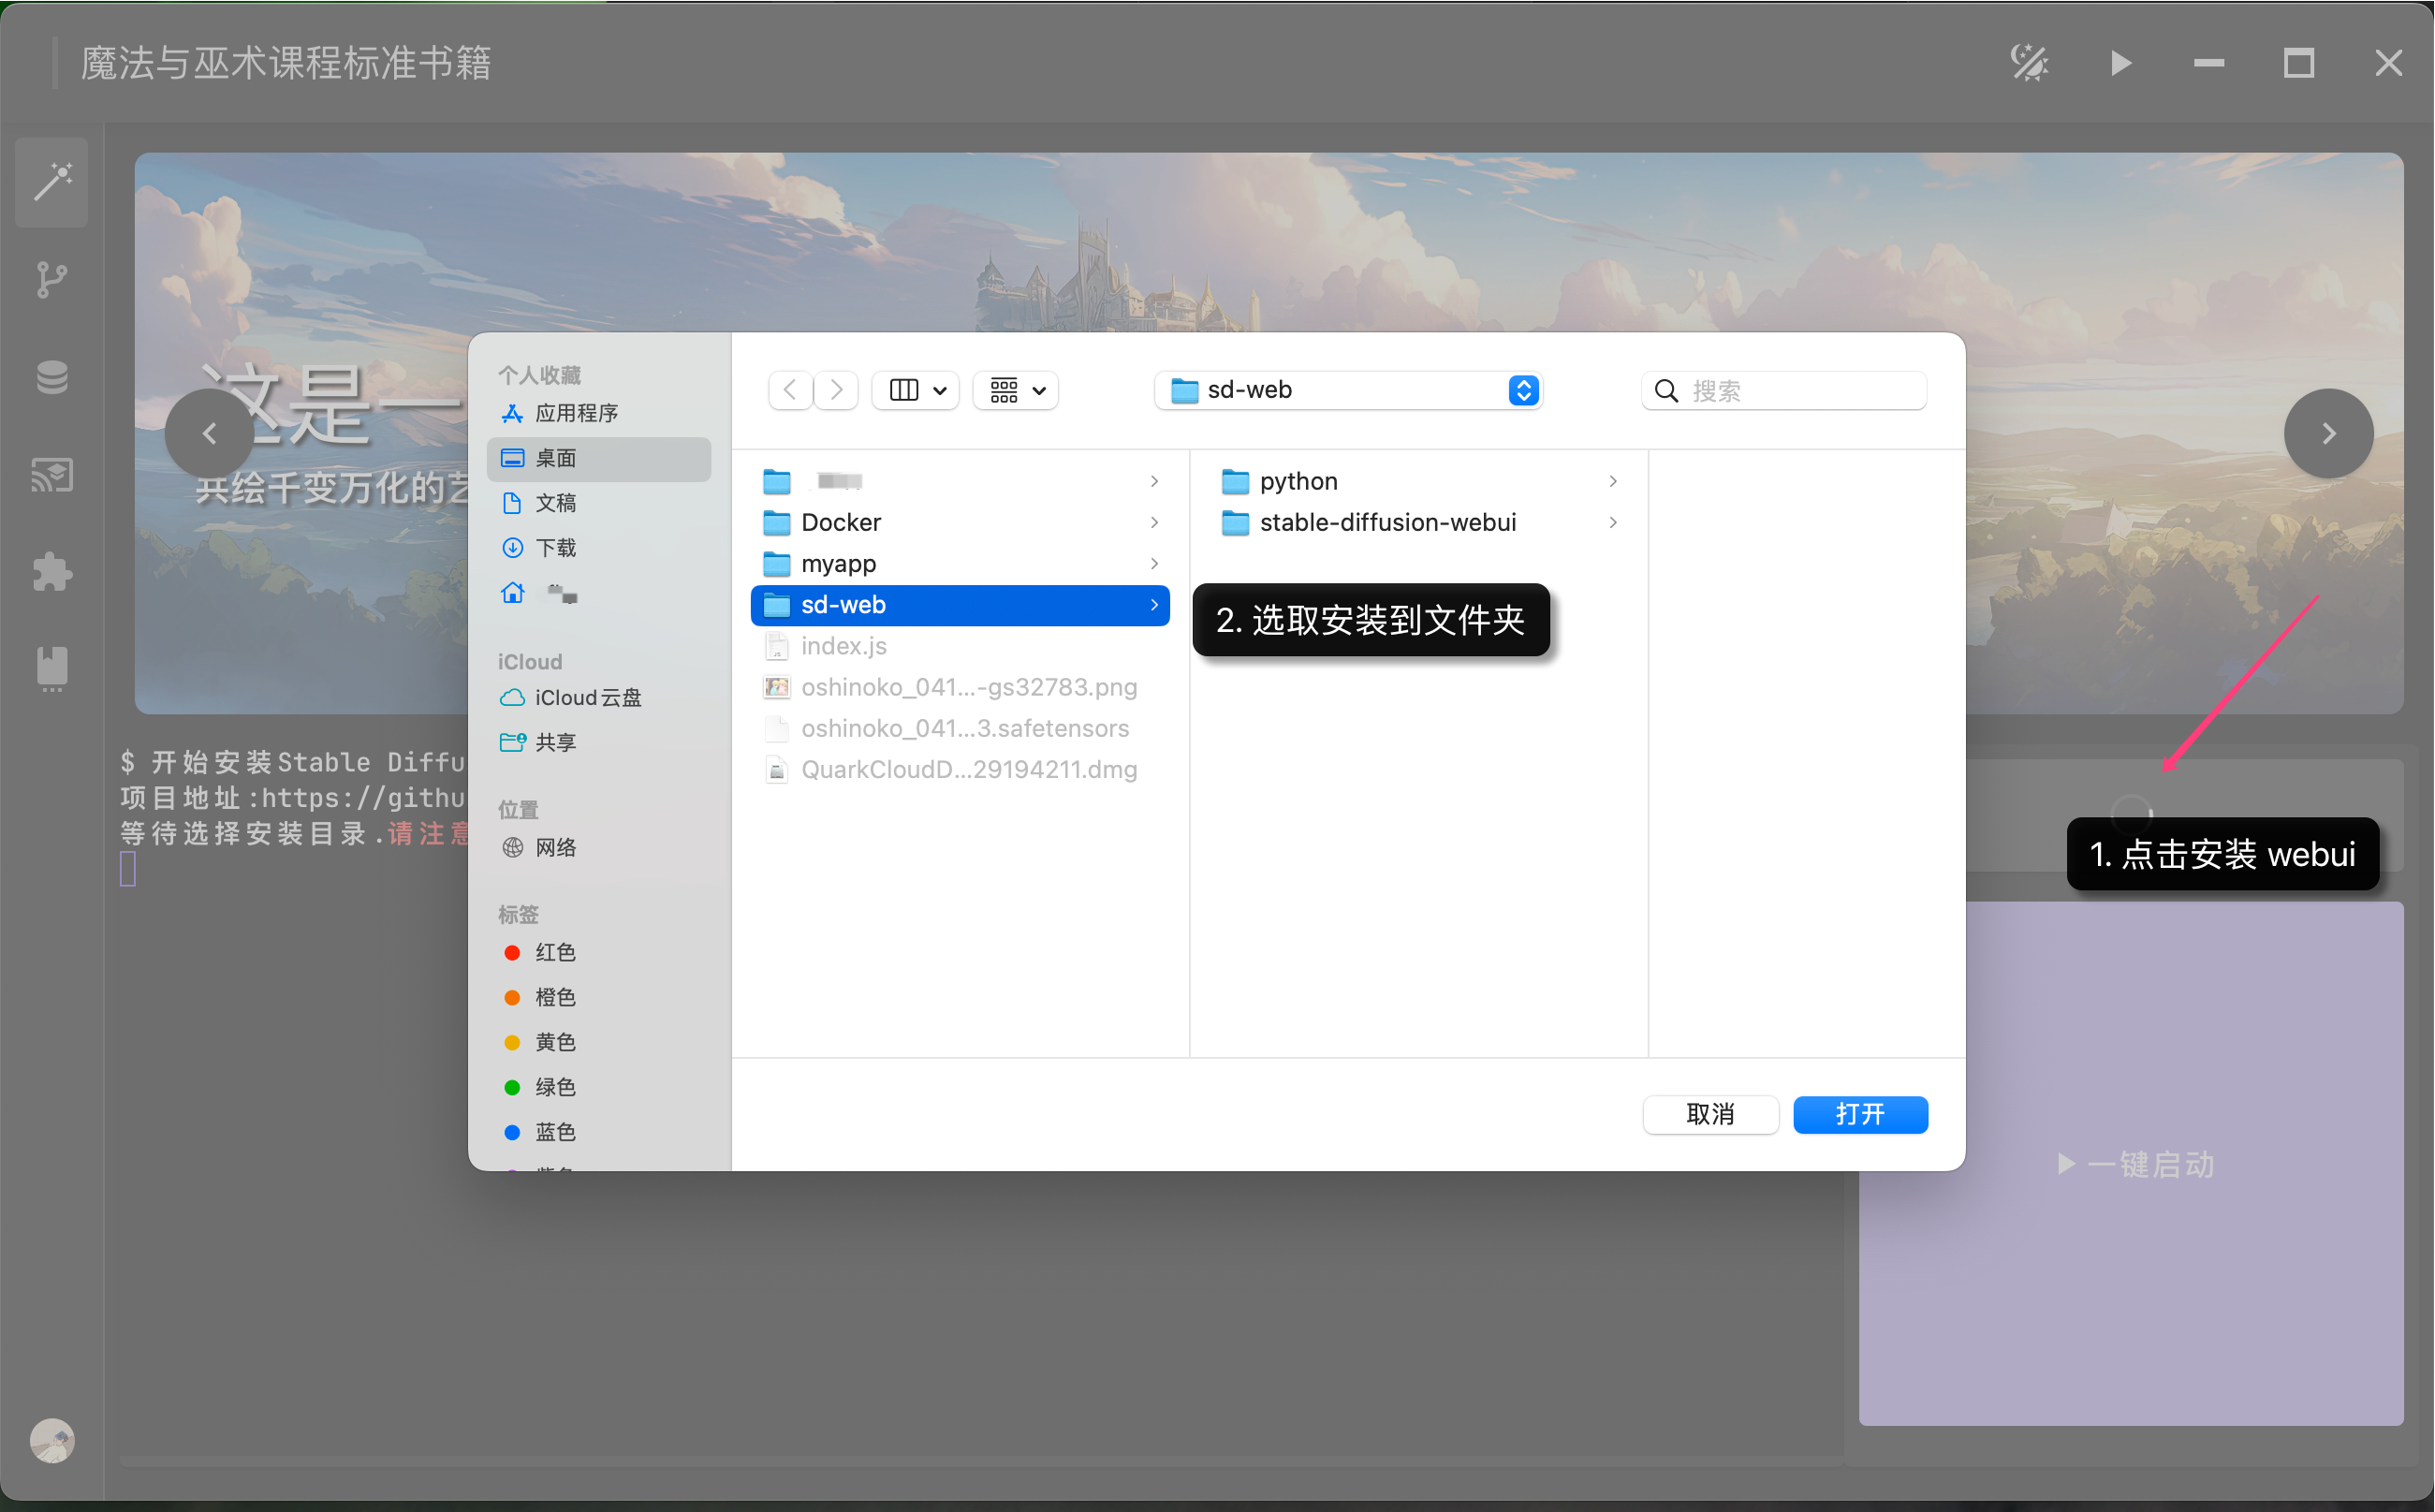 魔法与巫术课程标准书籍
这是一
共绘千变万化的艺
$ 开始安装Stable Diffu
项目地址:https://githu
等待选择安装目录.请注意
个人收藏
应用程序
桌面
文稿
下载
iCloud
iCloud云盘
共享
位置
网络
标签
红色
橙色
黄色
绿色
蓝色
sd-web
搜索
Docker
myapp
sd-web
index.js
oshinoko_041...-gs32783.png
oshinoko_041...3.safetensors
QuarkCloudD...29194211.dmg
python
stable-diffusion-webui
2. 选取安装到文件夹
取消
打开
1. 点击安装 webui
一键启动